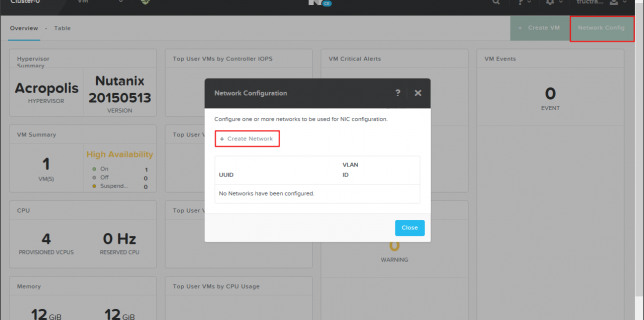 Cluster-0
VM
Overview · Table
+ Create VM
Network Config
Hypervisor
Summary
Top User VMs by Controller IOPS
VM Critical Alerts
VM Events
Acropolis
HYPERVISOR
Nutanix
20150513
VERSION
0
EVENT
Network Configuration
? ×
Configure one or more networks to be used for NIC configuration.
+ Create Network
UUID
VLAN
ID
No Networks have been configured.
Close
VM Summary
1
VM(S)
High Availability
On 1
Off 0
Suspend... 0
Top User V
CPU
4
PROVISIONED VCPUS
0 Hz
RESERVED CPU
Top User V
0
WARNING
Memory
12 GiB
12 GiB
Top User VMs by CPU Usage